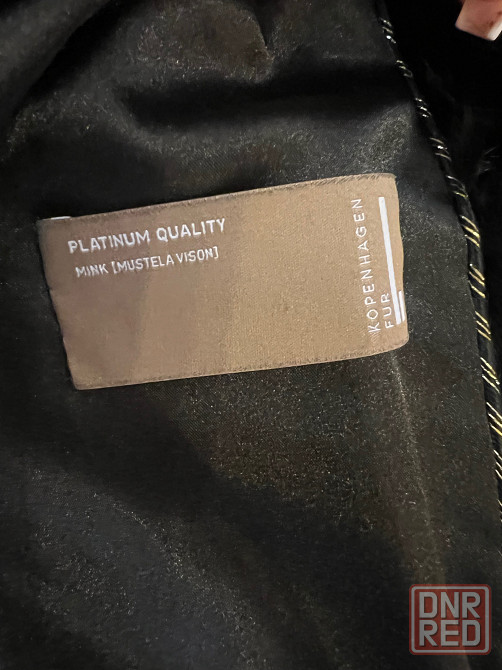 PLATINUM QUALITY
MINK [MUSTELA VISON]
KOPENHAGEN
FUR
DNR
RED